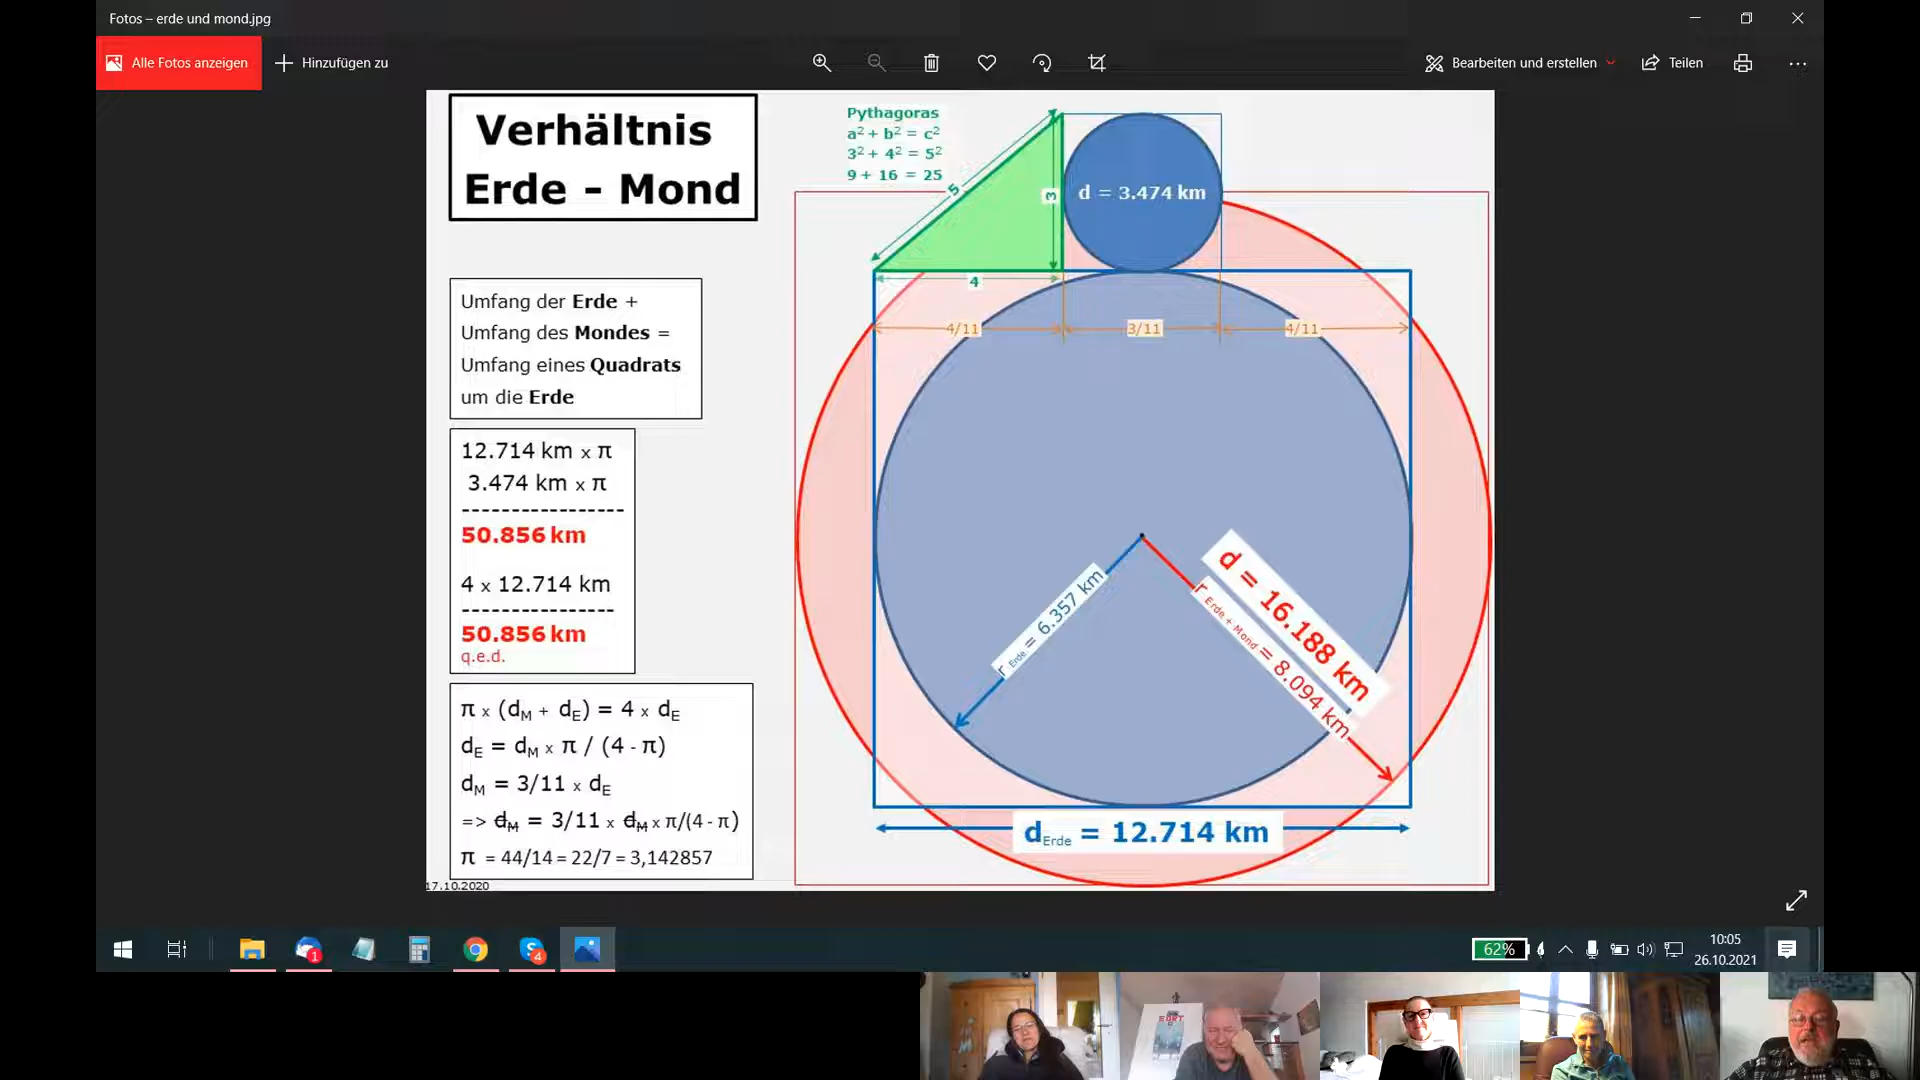 Fotos – erde und mond.jpg
Alle Fotos anzeigen
Hinzufügen zu
Bearbeiten und erstellen
Teilen
Verhältnis
Erde - Mond
Pythagoras
a² + b² = c²
3² + 4² = 5²
9 + 16 = 25
5
3
4
d = 3.474 km
4/11
3/11
4/11
Umfang der Erde +
Umfang des Mondes =
Umfang eines Quadrats
um die Erde
12.714 km x π
3.474 km x π
-----------------
50.856 km
4 x 12.714 km
----------------
50.856 km
q.e.d.
π x (dM + dE) = 4 x dE
dE = dM x π / (4 - π)
dM = 3/11 x dE
=> dM = 3/11 x dM x π/(4 - π)
π = 44/14 = 22/7 = 3,142857
17.10.2020
r Erde = 6.357 km
d = 16.188 km
r Erde + Mond = 8.094 km
dErde = 12.714 km
1
4
62%
10:05
26.10.2021